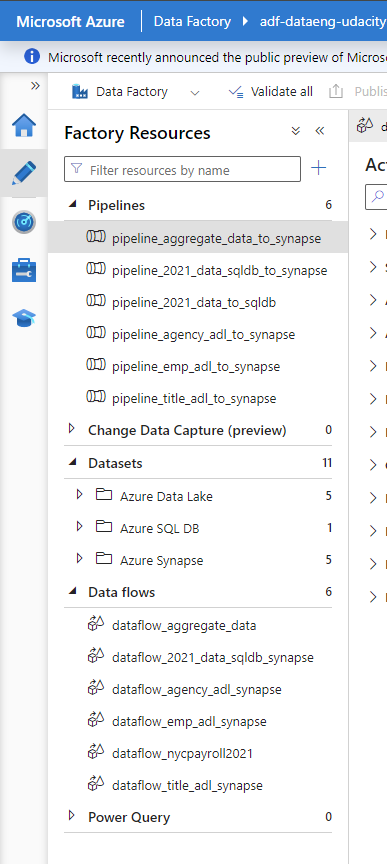 Microsoft Azure Data Factory adf-dataeng-udacity
Microsoft recently announced the public preview of Micros
Data Factory Validate all Publis
Factory Resources
Act
Filter resources by name
Pipelines 6
pipeline_aggregate_data_to_synapse
pipeline_2021_data_sqldb_to_synapse
pipeline_2021_data_to_sqldb
pipeline_agency_adl_to_synapse
pipeline_emp_adl_to_synapse
pipeline_title_adl_to_synapse
Change Data Capture (preview) 0
Datasets 11
Azure Data Lake 5
Azure SQL DB 1
Azure Synapse 5
Data flows 6
dataflow_aggregate_data
dataflow_2021_data_sqldb_synapse
dataflow_agency_adl_synapse
dataflow_emp_adl_synapse
dataflow_nycpayroll2021
dataflow_title_adl_synapse
Power Query 0